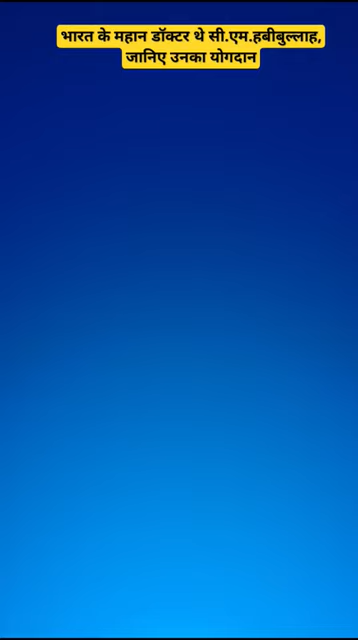 भारत के महान डॉक्टर थे सी.एम.हबीबुल्लाह,
जानिए उनका योगदान